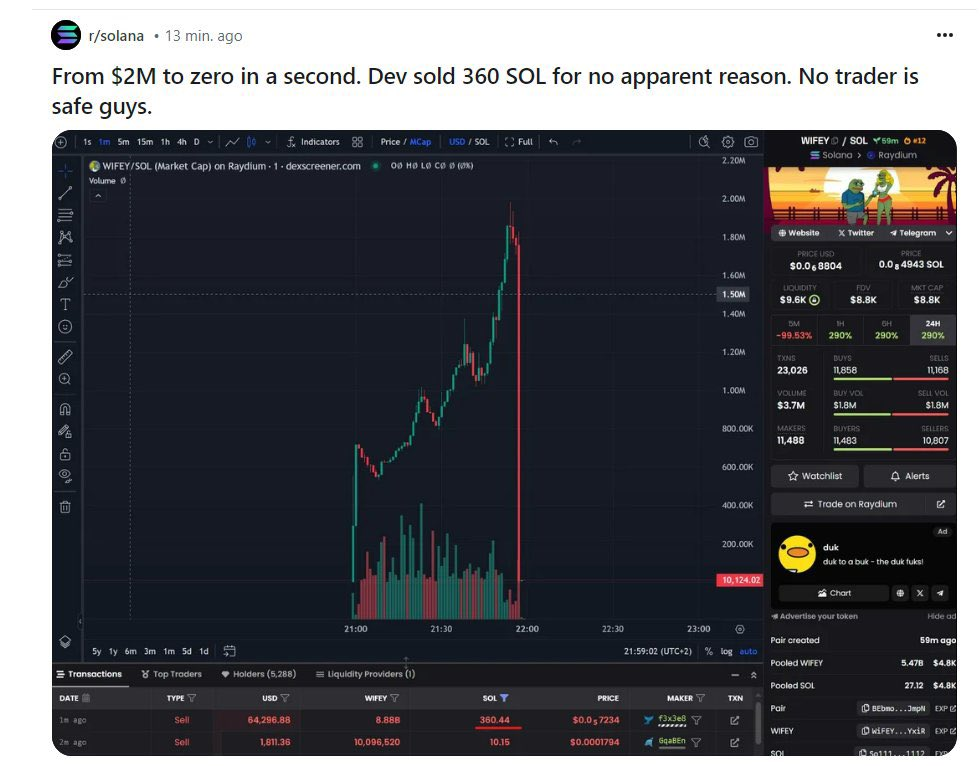 r/solana • 13 min. ago
From $2M to zero in a second. Dev sold 360 SOL for no apparent reason. No trader is
safe guys.
1s 1m 5m 15m 1h 4h D Indicators Price / MCap USD / SOL Full
WIFEY/SOL (Market Cap) on Raydium · 1 · dexscreener.com O0 H0 L0 C0 0 (0%)
Volume 0
2.20M
2.00M
1.80M
1.60M
1.50M
1.40M
1.20M
1.00M
800.00K
600.00K
400.00K
200.00K
10,124.02
21:00 21:30 22:00 22:30 23:00
5y 1y 6m 3m 1m 5d 1d 21:59:02 (UTC+2) % log auto
Transactions Top Traders Holders (5,288) Liquidity Providers (1)
DATE TYPE USD WIFEY SOL PRICE MAKER TXN
1m ago Sell 64,296.88 8.88B 360.44 $0.0₅7234 f3x3e8
2m ago Sell 1,811.36 10,096,520 10.15 $0.0001794 GqaBEn
WIFEY / SOL 59m #12
Solana > Raydium
Website Twitter Telegram
PRICE USD PRICE
$0.0₆8804 0.0₈4943 SOL
LIQUIDITY FDV MKT CAP
$9.6K $8.8K $8.8K
5M 1H 6H 24H
-99.53% 290% 290% 290%
TXNS BUYS SELLS
23,026 11,858 11,168
VOLUME BUY VOL SELL VOL
$3.7M $1.8M $1.8M
MAKERS BUYERS SELLERS
11,488 11,483 10,807
Watchlist Alerts
Trade on Raydium
Ad
duk
duk to a buk - the duk fuks!
Chart
Advertise your token Hide ad
Pair created 59m ago
Pooled WIFEY 5.47B $4.8K
Pooled SOL 27.12 $4.8K
Pair BEbmo...JmpN EXP
WIFEY WiFEY...YxiR EXP
SOL So111...1112 EXP